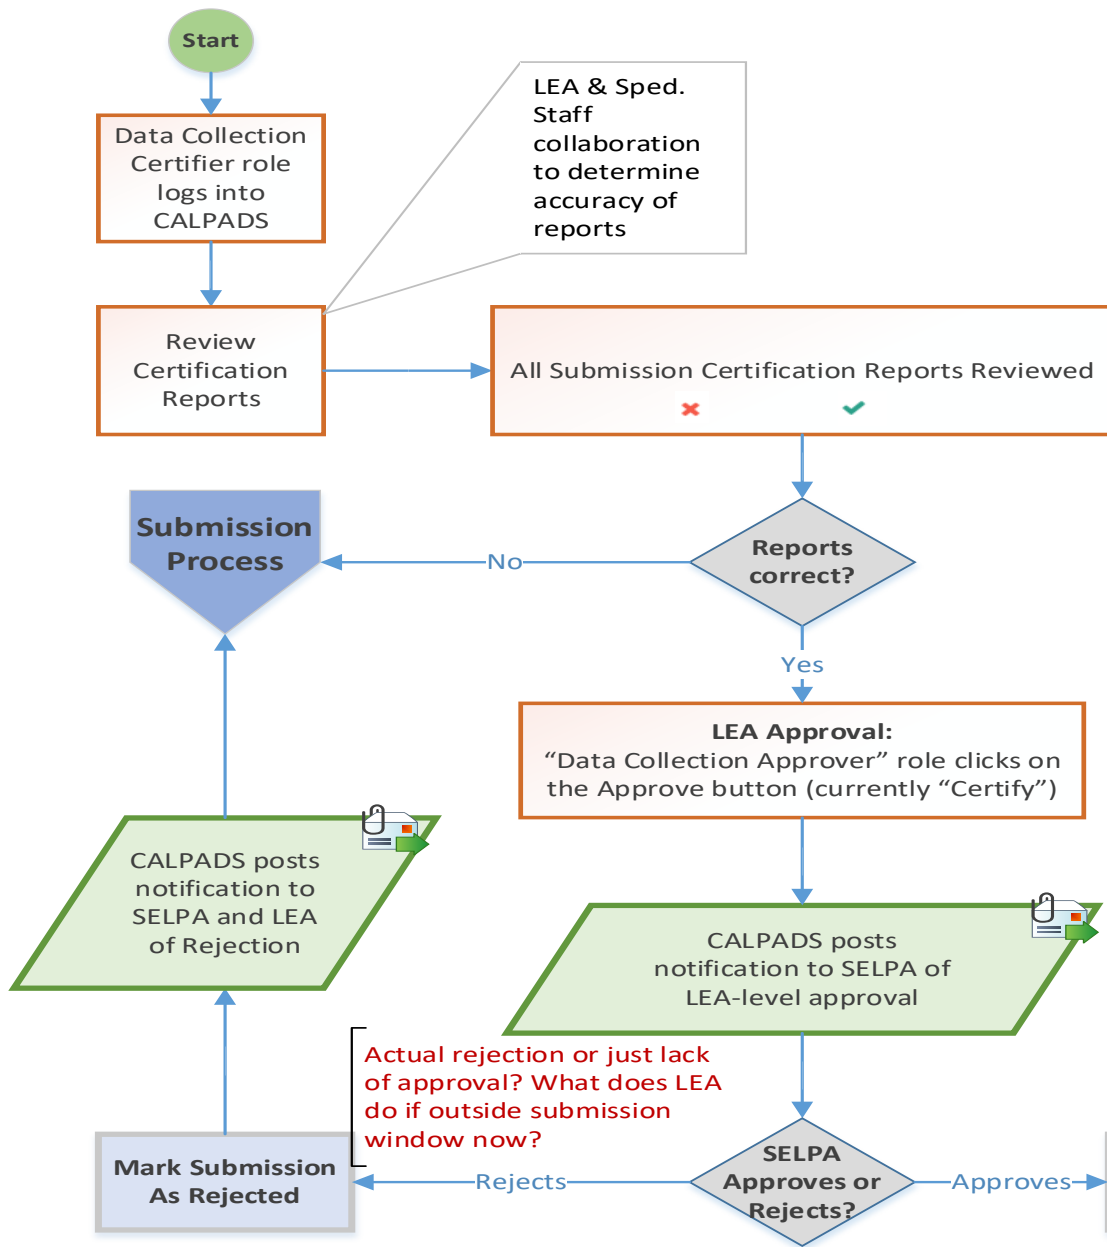 Start
Data Collection
Certifier role
logs into
CALPADS
LEA & Sped.
Staff
collaboration
to determine
accuracy of
reports
Review
Certification
Reports
All Submission Certification Reports Reviewed
Submission
Process
No
Reports
correct?
Yes
LEA Approval:
“Data Collection Approver” role clicks on
the Approve button (currently “Certify”)
CALPADS posts
notification to
SELPA and LEA
of Rejection
CALPADS posts
notification to SELPA of
LEA-level approval
Actual rejection or just lack
of approval? What does LEA
do if outside submission
window now?
Mark Submission
As Rejected
Rejects
SELPA
Approves or
Rejects?
Approves